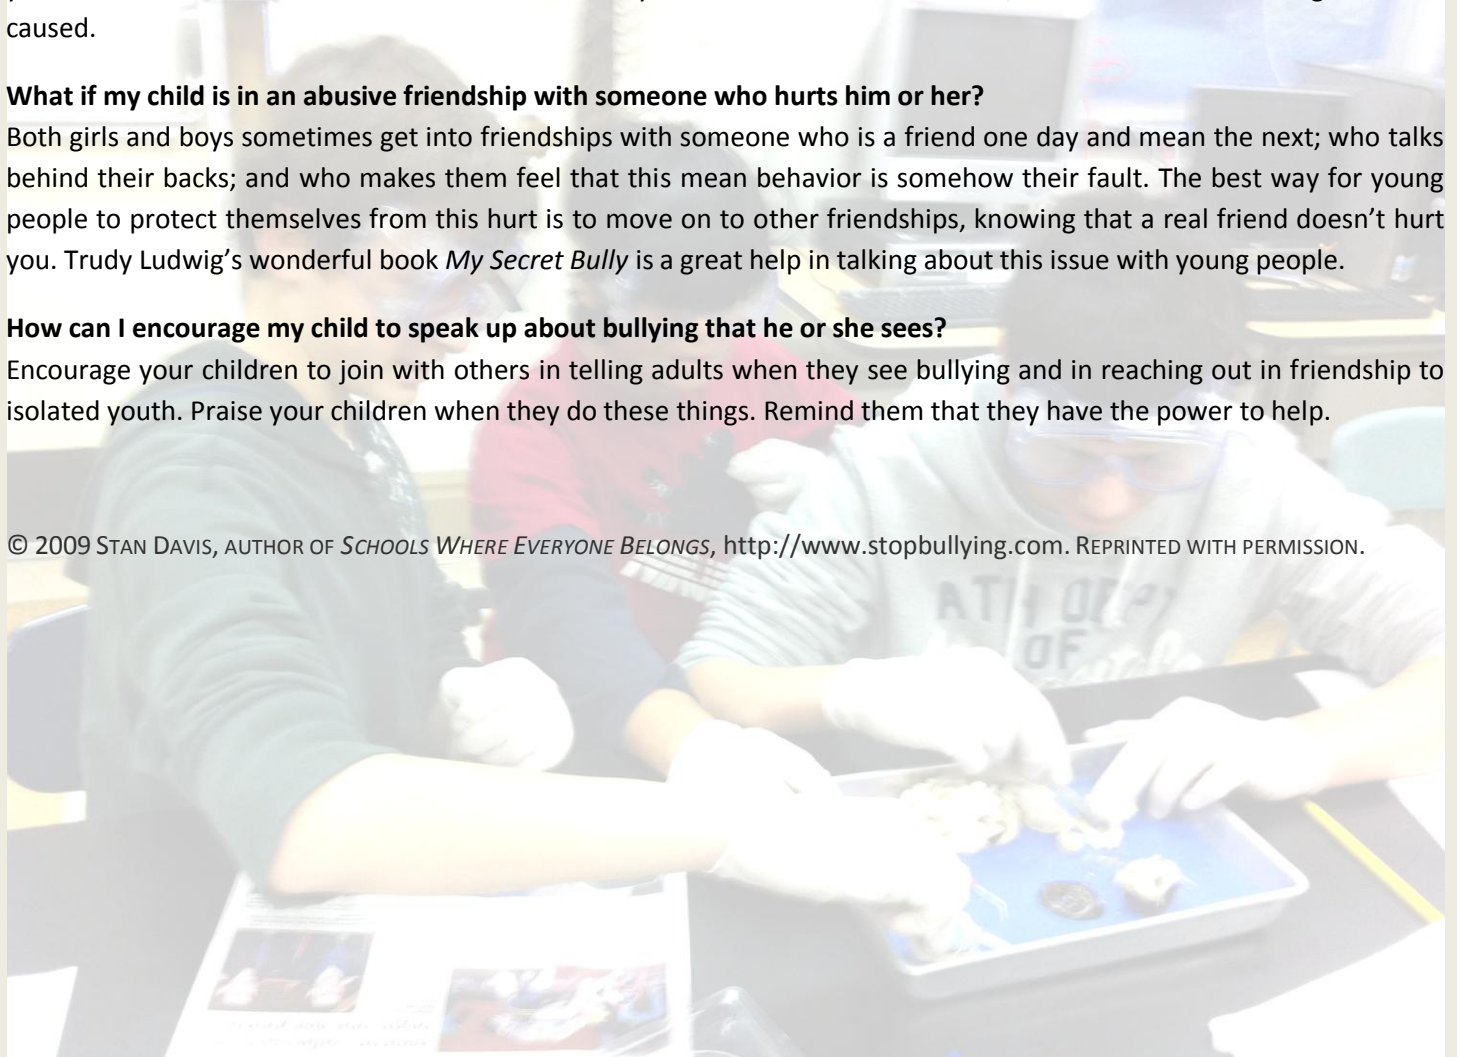 caused.
What if my child is in an abusive friendship with someone who hurts him or her?
Both girls and boys sometimes get into friendships with someone who is a friend one day and mean the next; who talks
behind their backs; and who makes them feel that this mean behavior is somehow their fault. The best way for young
people to protect themselves from this hurt is to move on to other friendships, knowing that a real friend doesn’t hurt
you. Trudy Ludwig’s wonderful book My Secret Bully is a great help in talking about this issue with young people.
How can I encourage my child to speak up about bullying that he or she sees?
Encourage your children to join with others in telling adults when they see bullying and in reaching out in friendship to
isolated youth. Praise your children when they do these things. Remind them that they have the power to help.
© 2009 STAN DAVIS, AUTHOR OF SCHOOLS WHERE EVERYONE BELONGS, http://www.stopbullying.com. REPRINTED WITH PERMISSION.
DEPT
OF